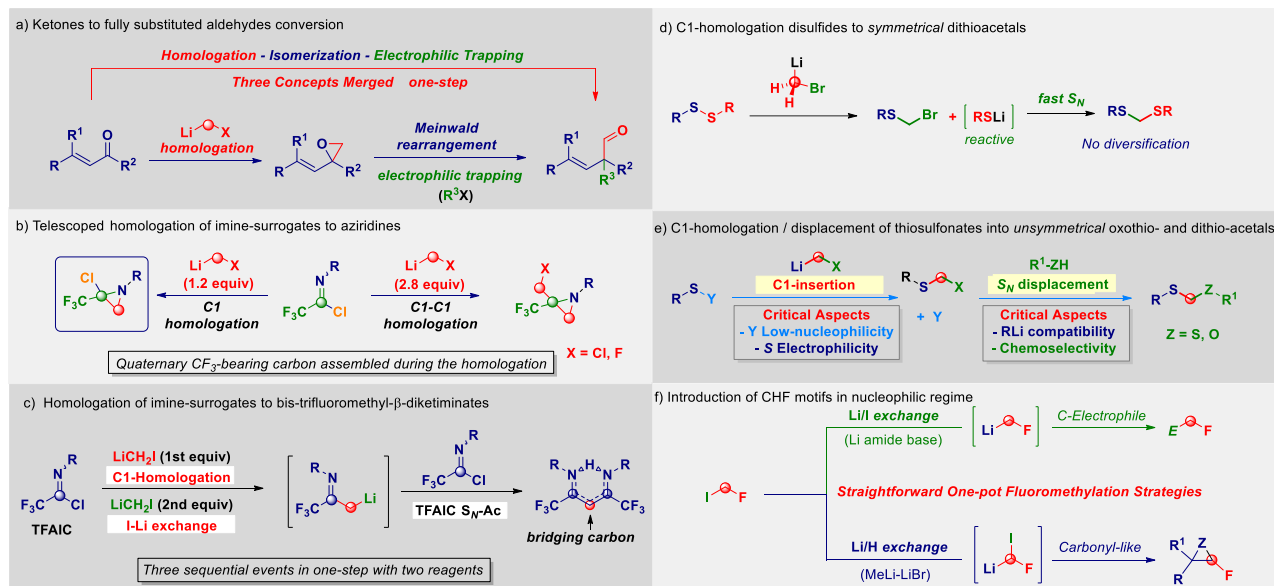 a) Ketones to fully substituted aldehydes conversion
Homologation - Isomerization - Electrophilic Trapping
Three Concepts Merged one-step
R¹
O
R
R²
Li
X
homologation
R¹
O
R
R²
Meinwald
rearrangement
electrophilic trapping
(R³X)
R¹
O
R
R²
R³
b) Telescoped homologation of imine-surrogates to aziridines
Cl
R
N
F₃C
Li
X
(1.2 equiv)
C1
homologation
R
N
F₃C
Cl
Li
X
(2.8 equiv)
C1-C1
homologation
X
R
N
F₃C
X = Cl, F
Quaternary CF₃-bearing carbon assembled during the homologation
c) Homologation of imine-surrogates to bis-trifluoromethyl-β-diketiminates
R
N
F₃C
Cl
TFAIC
LiCH₂I (1st equiv)
C1-Homologation
LiCH₂I (2nd equiv)
I-Li exchange
R
N
Li
F₃C
R
N
F₃C
Cl
TFAIC S_N-Ac
R
N
H
N
R
F₃C
CF₃
bridging carbon
Three sequential events in one-step with two reagents
d) C1-homologation disulfides to symmetrical dithioacetals
R
S
S
R
Li
H
Br
H
RS
Br
+
[RSLi]
reactive
fast S_N
RS
SR
No diversification
e) C1-homologation / displacement of thiosulfonates into unsymmetrical oxothio- and dithio-acetals
R
S
Y
Li
X
C1-insertion
Critical Aspects
- Y Low-nucleophilicity
- S Electrophilicity
R
S
X
+ Y
R¹-ZH
S_N displacement
Critical Aspects
- RLi compatibility
- Chemoselectivity
R
S
Z
R¹
Z = S, O
f) Introduction of CHF motifs in nucleophilic regime
I
F
Li/I exchange
(Li amide base)
Li
F
C-Electrophile
E
F
Straightforward One-pot Fluoromethylation Strategies
Li/H exchange
(MeLi-LiBr)
I
Li
F
Carbonyl-like
R¹
Z
R
F